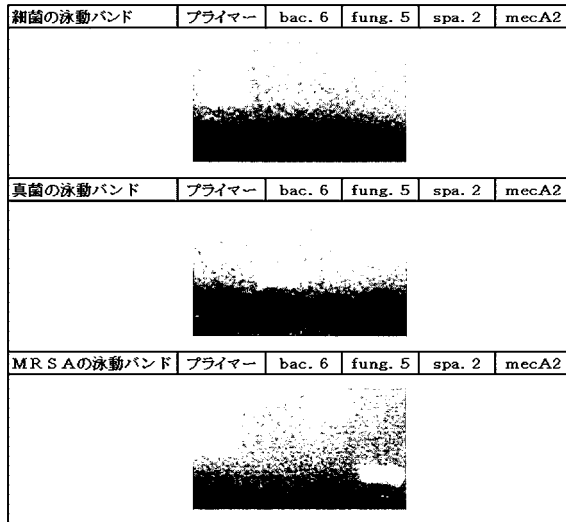 細菌の泳動バンド プライマー bac. 6 fung. 5 spa. 2 mecA2
真菌の泳動バンド プライマー bac. 6 fung. 5 spa. 2 mecA2
MRSAの泳動バンド プライマー bac. 6 fung. 5 spa. 2 mecA2